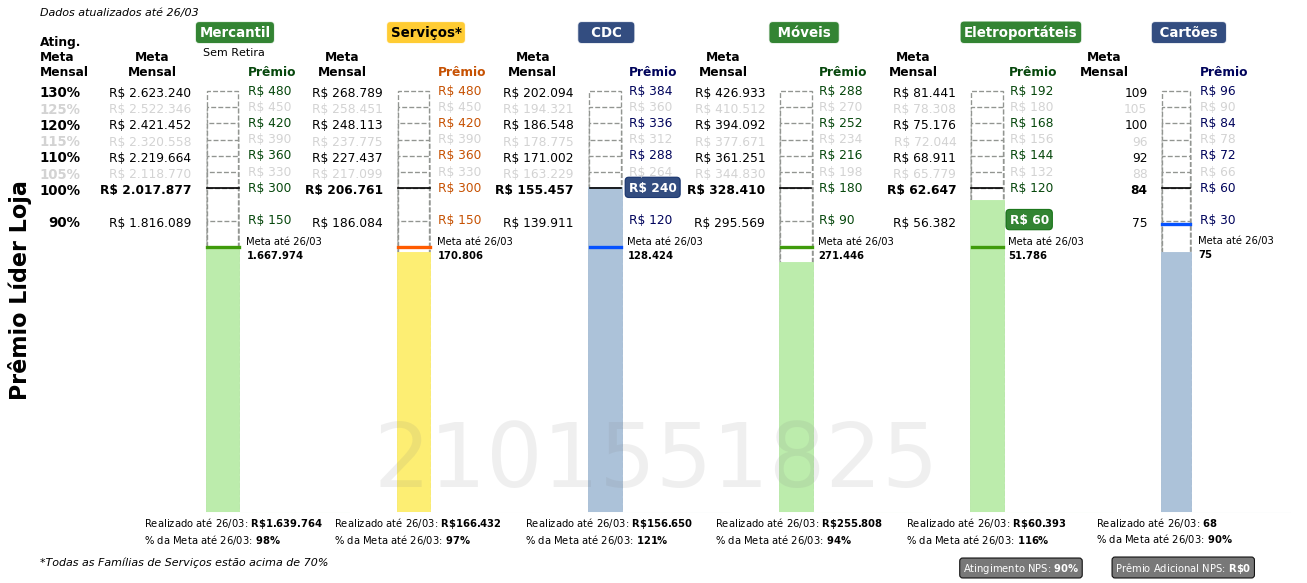 Dados atualizados até 26/03
Mercantil Serviços* CDC Móveis Eletroportáteis Cartões
Sem Retira
Ating. Meta Mensal
Meta Mensal Prêmio Meta Mensal Prêmio Meta Mensal Prêmio Meta Mensal Prêmio Meta Mensal Prêmio Meta Mensal Prêmio
130% R$ 2.623.240 R$ 480 R$ 268.789 R$ 480 R$ 202.094 R$ 384 R$ 426.933 R$ 288 R$ 81.441 R$ 192 109 R$ 96
125% R$ 2.522.346 R$ 450 R$ 258.451 R$ 450 R$ 194.321 R$ 360 R$ 410.512 R$ 270 R$ 78.308 R$ 180 105 R$ 90
120% R$ 2.421.452 R$ 420 R$ 248.113 R$ 420 R$ 186.548 R$ 336 R$ 394.092 R$ 252 R$ 75.176 R$ 168 100 R$ 84
115% R$ 2.320.558 R$ 390 R$ 237.775 R$ 390 R$ 178.775 R$ 312 R$ 377.671 R$ 234 R$ 72.044 R$ 156 96 R$ 78
110% R$ 2.219.664 R$ 360 R$ 227.437 R$ 360 R$ 171.002 R$ 288 R$ 361.251 R$ 216 R$ 68.911 R$ 144 92 R$ 72
105% R$ 2.118.770 R$ 330 R$ 217.099 R$ 330 R$ 163.229 R$ 264 R$ 344.830 R$ 198 R$ 65.779 R$ 132 88 R$ 66
100% R$ 2.017.877 R$ 300 R$ 206.761 R$ 300 R$ 155.457 R$ 240 R$ 328.410 R$ 180 R$ 62.647 R$ 120 84 R$ 60
90% R$ 1.816.089 R$ 150 R$ 186.084 R$ 150 R$ 139.911 R$ 120 R$ 295.569 R$ 90 R$ 56.382 R$ 60 75 R$ 30
Meta até 26/03 Meta até 26/03 Meta até 26/03 Meta até 26/03 Meta até 26/03 Meta até 26/03
1.667.974 170.806 128.424 271.446 51.786 75
Prêmio Líder Loja
2101551825
Realizado até 26/03: R$1.639.764 Realizado até 26/03: R$166.432 Realizado até 26/03: R$156.650 Realizado até 26/03: R$255.808 Realizado até 26/03: R$60.393 Realizado até 26/03: 68
% da Meta até 26/03: 98% % da Meta até 26/03: 97% % da Meta até 26/03: 121% % da Meta até 26/03: 94% % da Meta até 26/03: 116% % da Meta até 26/03: 90%
*Todas as Famílias de Serviços estão acima de 70%
Atingimento NPS: 90% Prêmio Adicional NPS: R$0